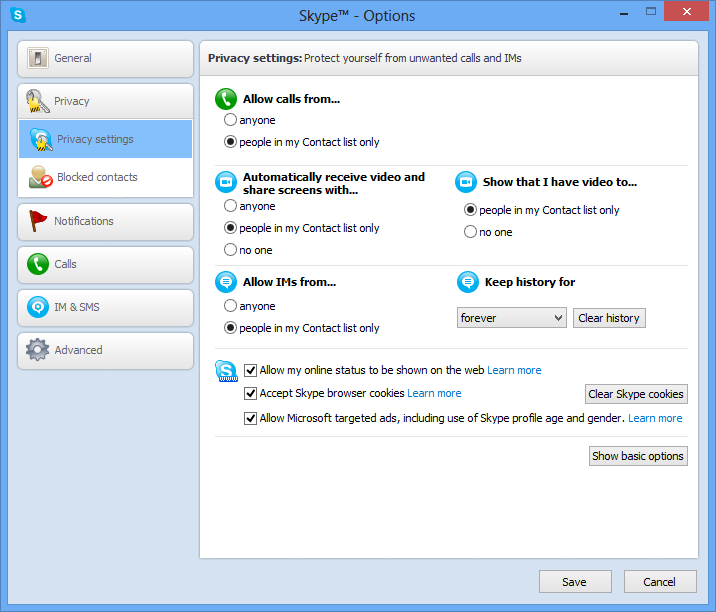 Skype™ - Options
General
Privacy
Privacy settings
Blocked contacts
Notifications
Calls
IM & SMS
Advanced
Privacy settings: Protect yourself from unwanted calls and IMs
Allow calls from...
anyone
people in my Contact list only
Automatically receive video and
share screens with...
anyone
people in my Contact list only
no one
Show that I have video to...
people in my Contact list only
no one
Allow IMs from...
anyone
people in my Contact list only
Keep history for
forever
Clear history
Allow my online status to be shown on the web Learn more
Accept Skype browser cookies Learn more
Clear Skype cookies
Allow Microsoft targeted ads, including use of Skype profile age and gender. Learn more
Show basic options
Save
Cancel